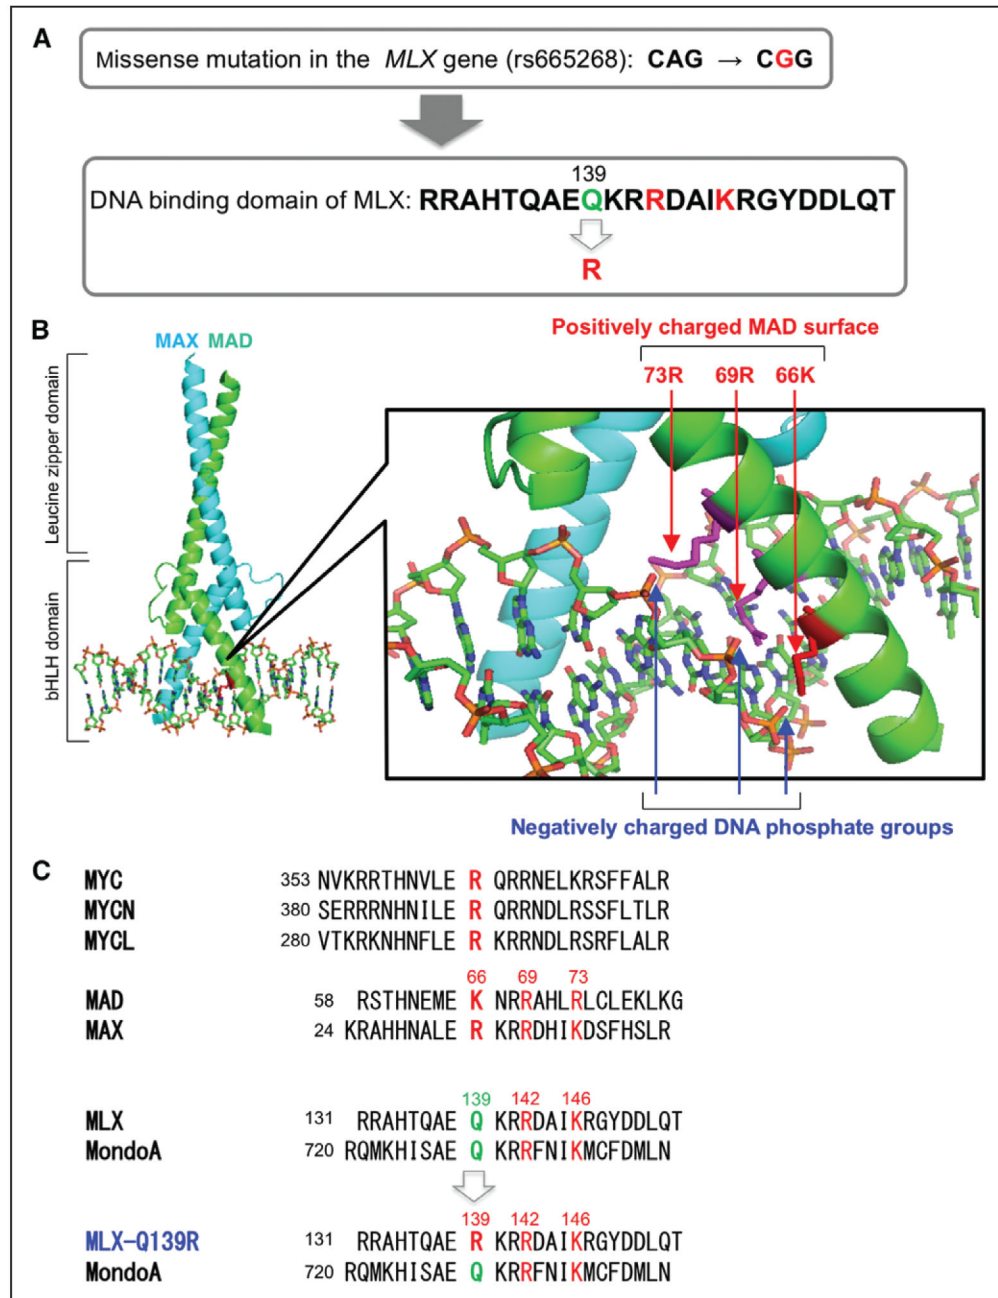 A
Missense mutation in the MLX gene (rs665268): CAG → CGG
139
DNA binding domain of MLX: RRAHTQAEQKRRDAIKRGYDDLQT
R
B
MAX MAD
Leucine zipper domain
bHLH domain
Positively charged MAD surface
73R 69R 66K
Negatively charged DNA phosphate groups
C
MYC 353 NVKRRTHNVLE R QRRNELKRSFFALR
MYCN 380 SERRRNHNILE R QRRNDLRSSFLTLR
MYCL 280 VTKRKNHNFLE R KRRNDLRSRFLALR
66 69 73
MAD 58 RSTHNEME K NRRAHLRLCLEKLKG
MAX 24 KRAHHNALE R KRRDHIKDSFHSLR
139 142 146
MLX 131 RRAHTQAE Q KRRDAIKRGYDDLQT
MondoA 720 RQMKHISAE Q KRRFNIKMCFDMLN
139 142 146
MLX-Q139R 131 RRAHTQAE R KRRDAIKRGYDDLQT
MondoA 720 RQMKHISAE Q KRRFNIKMCFDMLN